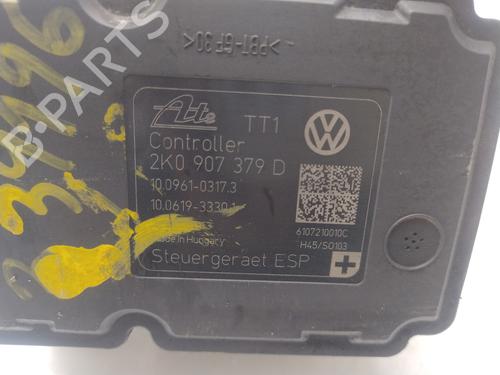 >PBT-GF30<
Ate TT1
Controller
2K0 907 379 D
10.0961-0317.3
10.0619-3330.1
Made in Hungary
6107210010C
H45/S0103
Steuergeraet ESP
B-PARTS